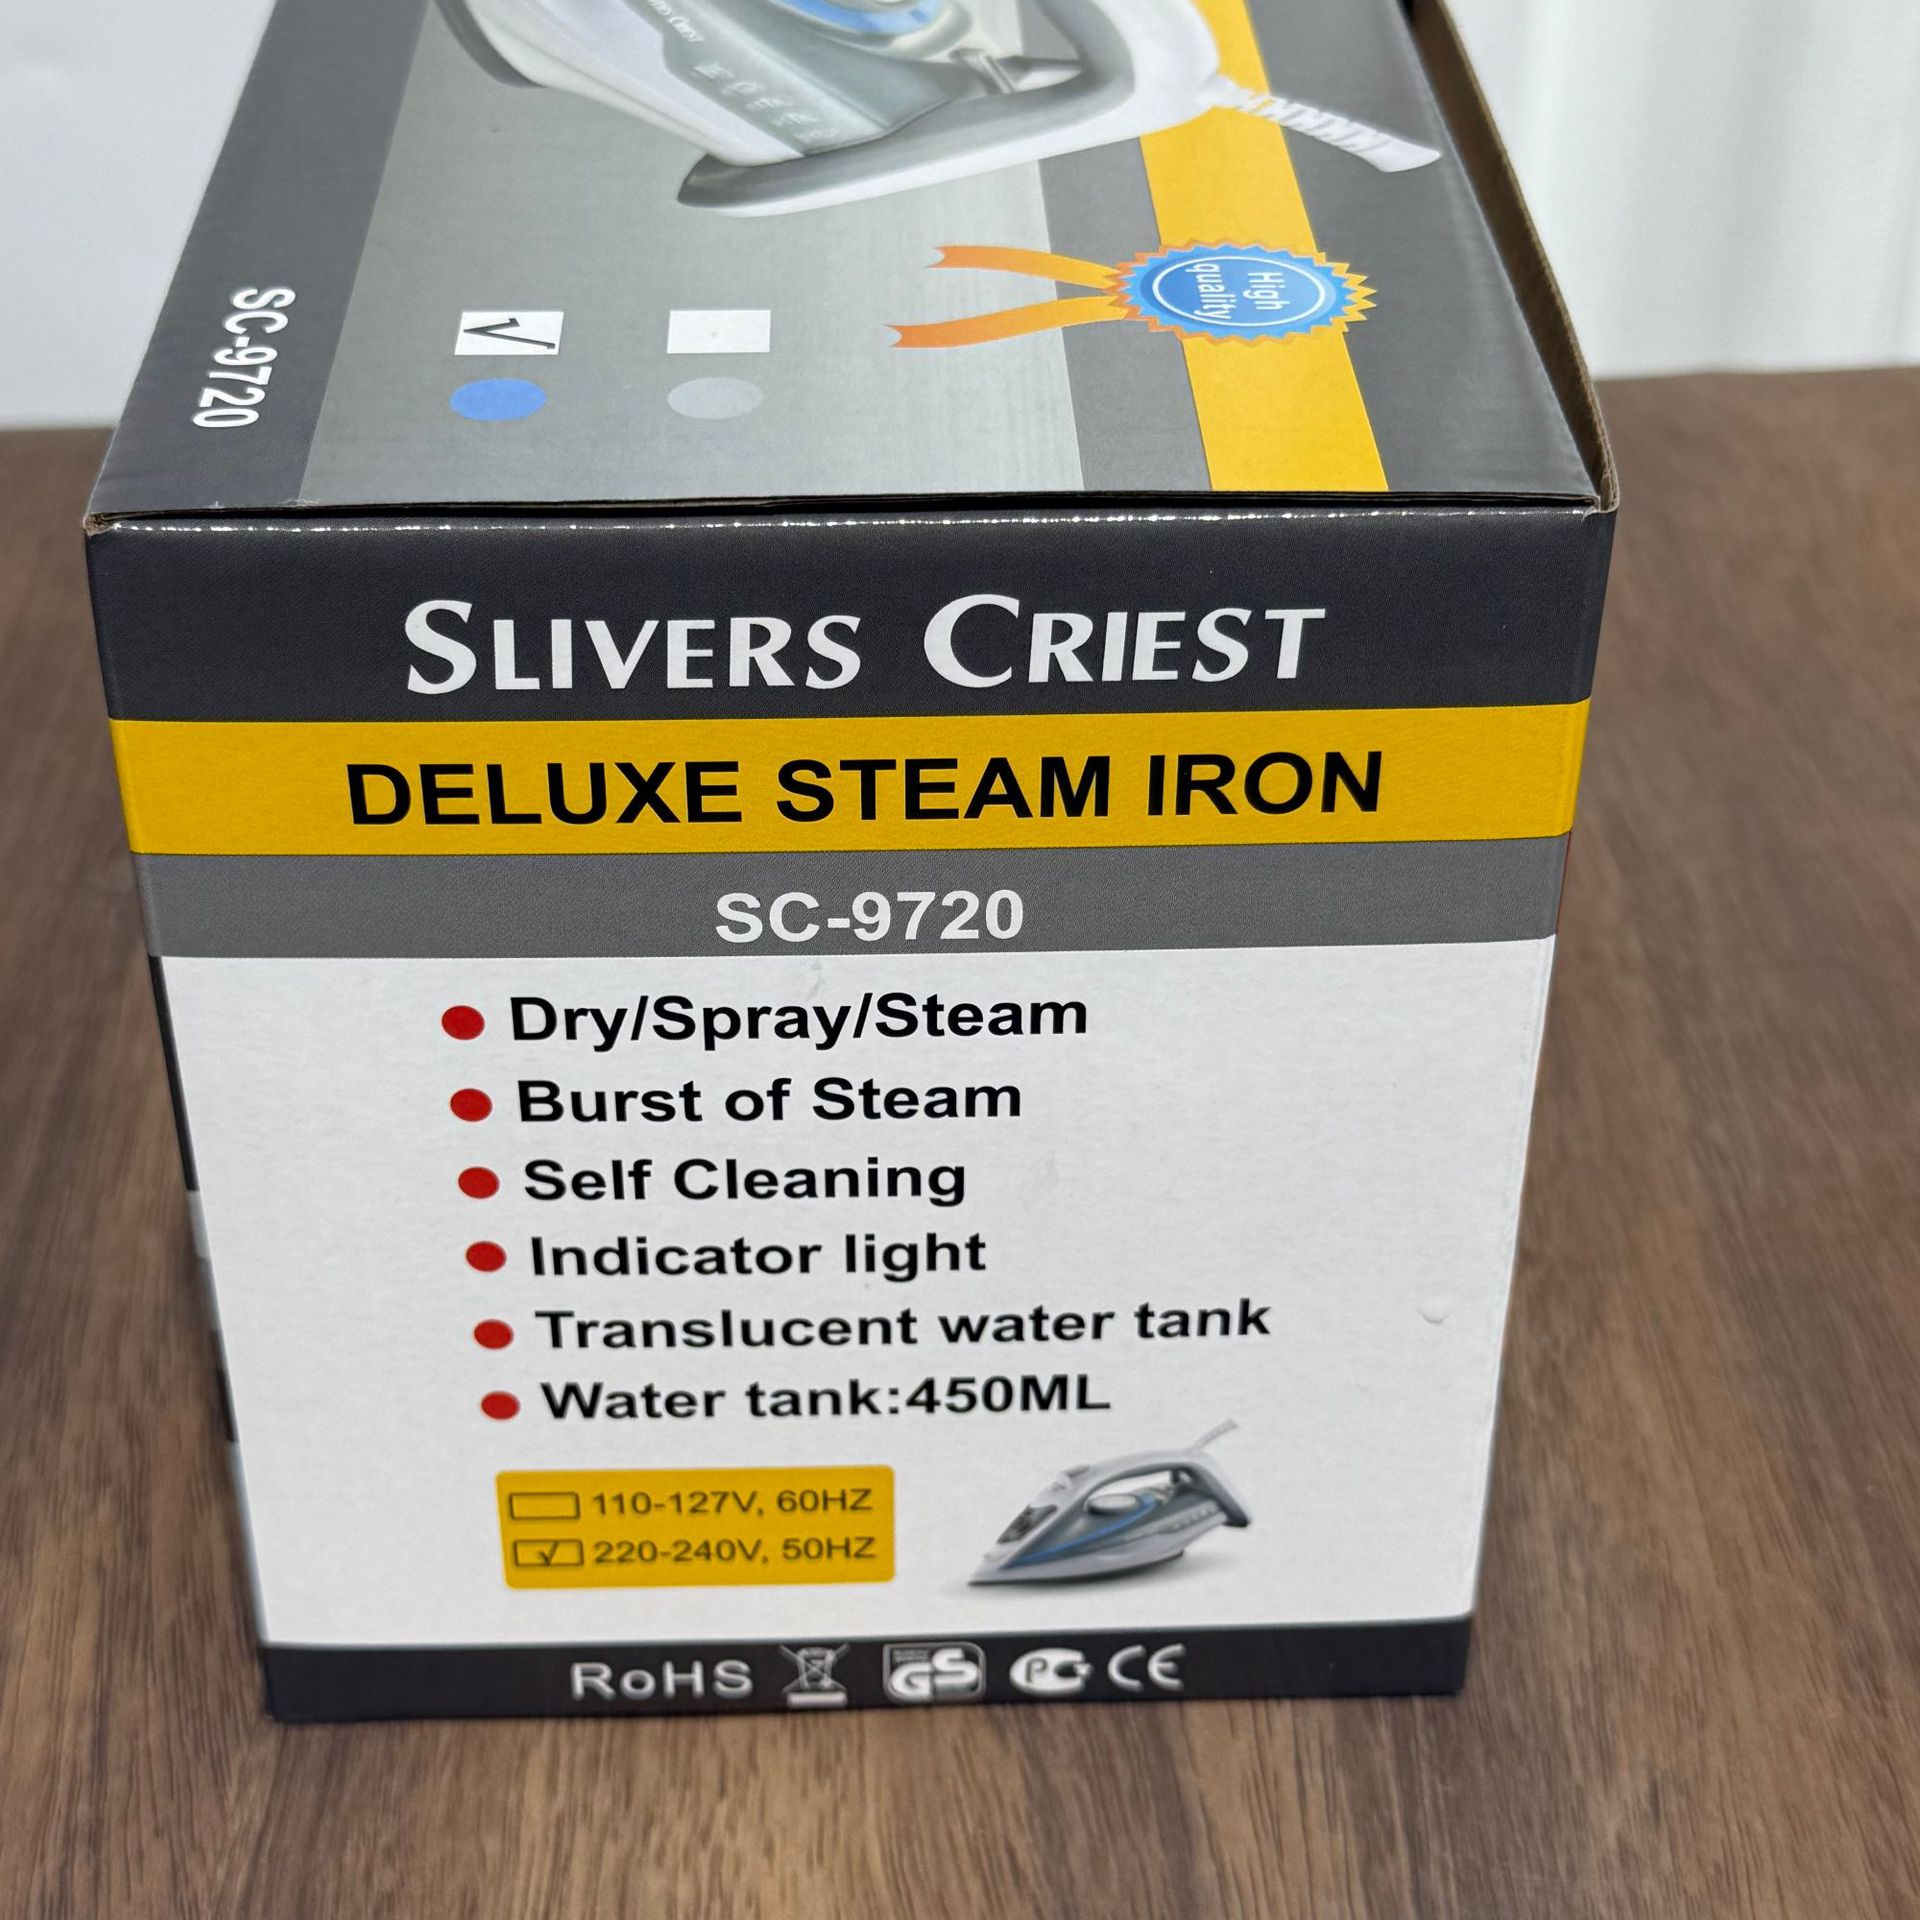 SC-9720
√
High
quality
SLIVERS CRIEST
DELUXE STEAM IRON
SC-9720
Dry/Spray/Steam
Burst of Steam
Self Cleaning
Indicator light
Translucent water tank
Water tank:450ML
110-127V, 60HZ
√ 220-240V, 50HZ
RoHS GS PG CE